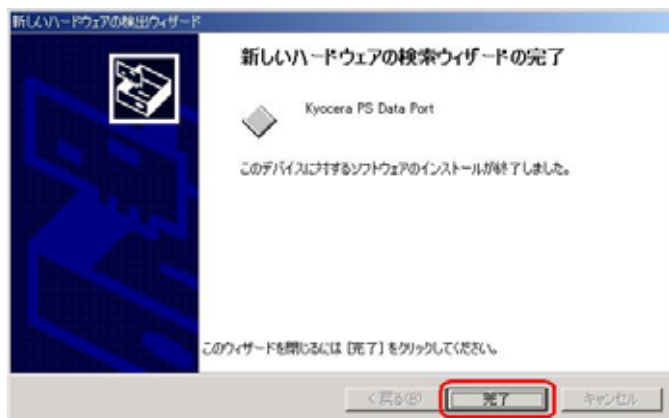 新しいハードウェアの検出ウィザード
新しいハードウェアの検索ウィザードの完了
Kyocera PS Data Port
このデバイスに対するソフトウェアのインストールが終了しました。
このウィザードを閉じるには [完了] をクリックしてください。
< 戻る(B) 完了 キャンセル